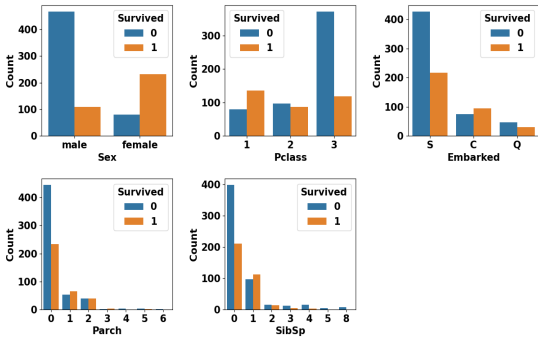 Survived
0
1
400
300
200
100
0
Count
male female
Sex
Survived
0
1
300
200
100
0
Count
1 2 3
Pclass
Survived
0
1
400
300
200
100
0
Count
S C Q
Embarked
Survived
0
1
400
300
200
100
0
Count
0 1 2 3 4 5 6
Parch
Survived
0
1
400
300
200
100
0
Count
0 1 2 3 4 5 8
SibSp